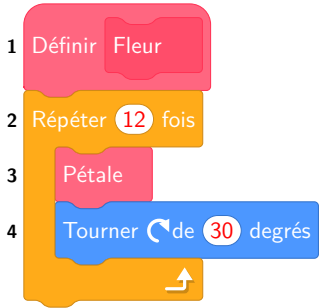 1 Définir Fleur
2 Répéter 12 fois
3 Pétale
4 Tourner de 30 degrés